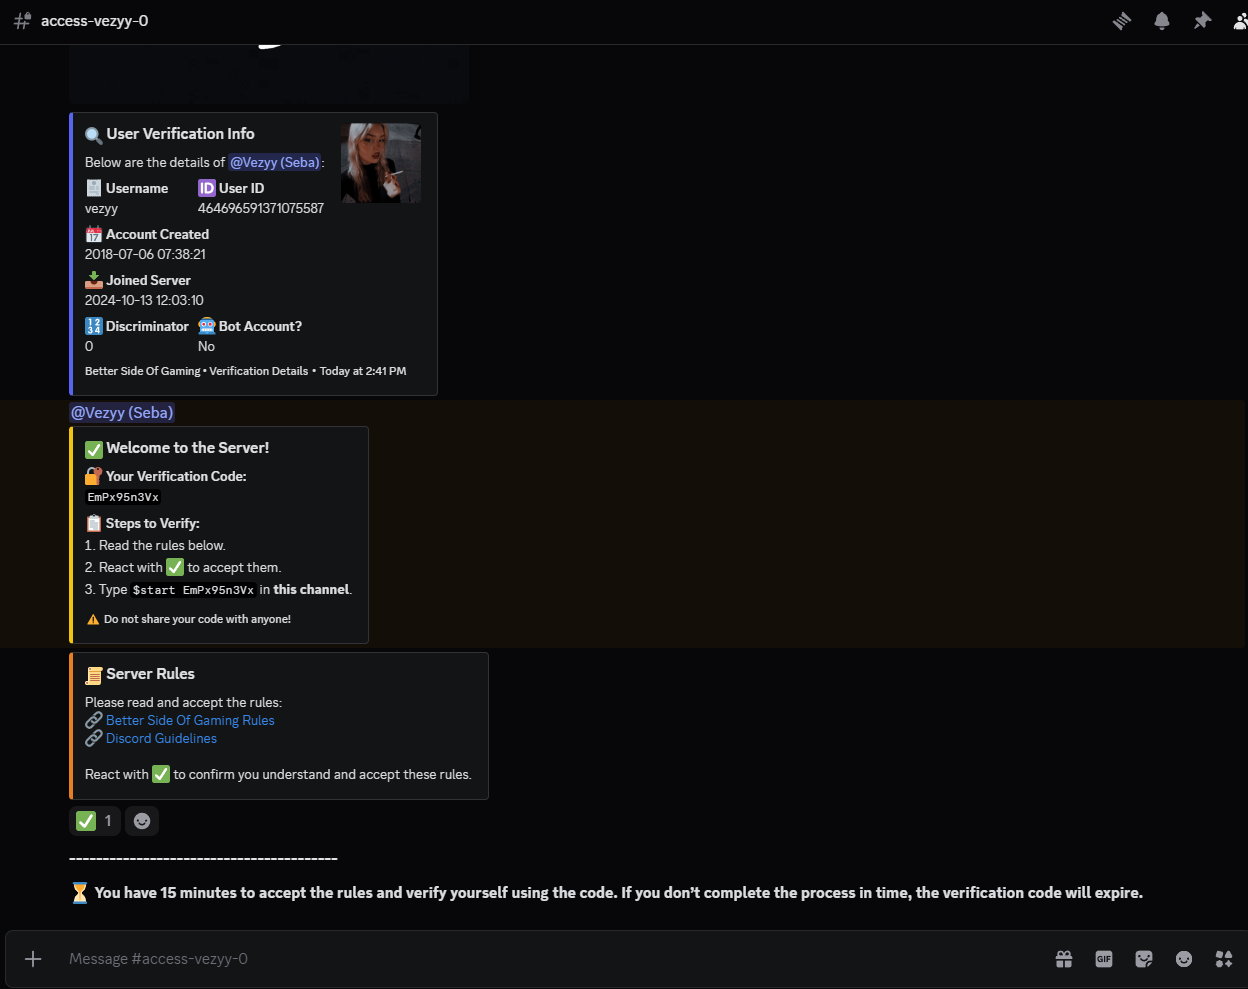 access-vezyy-0
User Verification Info
Below are the details of @Vezyy (Seba):
Username
vezyy
ID User ID
464696591371075587
Account Created
2018-07-06 07:38:21
Joined Server
2024-10-13 12:03:10
Discriminator
0
Bot Account?
No
Better Side Of Gaming • Verification Details • Today at 2:41 PM
@Vezyy (Seba)
Welcome to the Server!
Your Verification Code:
EmPx95n3Vx
Steps to Verify:
1. Read the rules below.
2. React with ✅ to accept them.
3. Type $start EmPx95n3Vx in this channel.
⚠ Do not share your code with anyone!
Server Rules
Please read and accept the rules:
Better Side Of Gaming Rules
Discord Guidelines
React with ✅ to confirm you understand and accept these rules.
✅ 1
----------------------------------------
⏳ You have 15 minutes to accept the rules and verify yourself using the code. If you don’t complete the process in time, the verification code will expire.
Message #access-vezyy-0
GIF